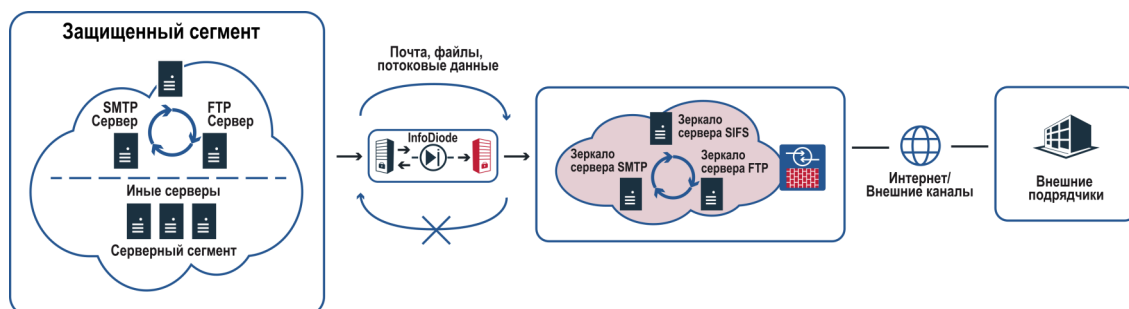 Защищенный сегмент
SMTP
Сервер
FTP
Сервер
Иные серверы
Серверный сегмент
Почта, файлы,
потоковые данные
InfoDiode
Зеркало
сервера SIFS
Зеркало
сервера SMTP
Зеркало
сервера FTP
Интернет/
Внешние каналы
Внешние
подрядчики